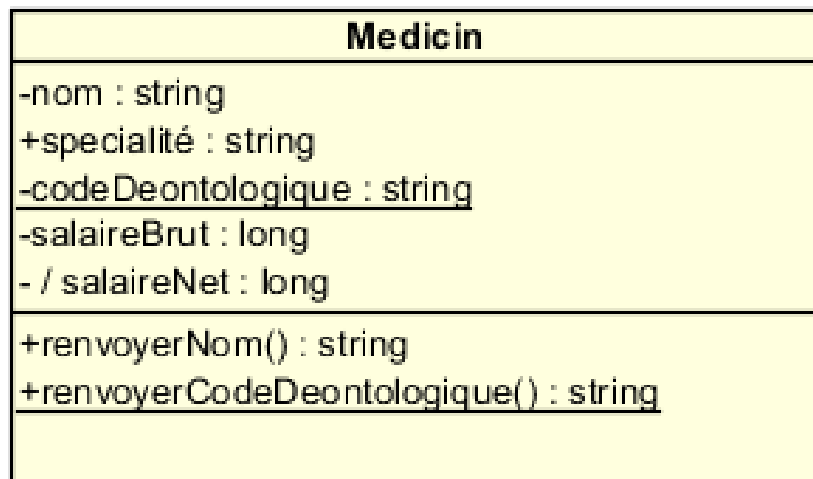 Medicin
-nom : string
+specialité : string
-codeDeontologique : string
-salaireBrut : long
- / salaireNet : long
+renvoyerNom() : string
+renvoyerCodeDeontologique() : string